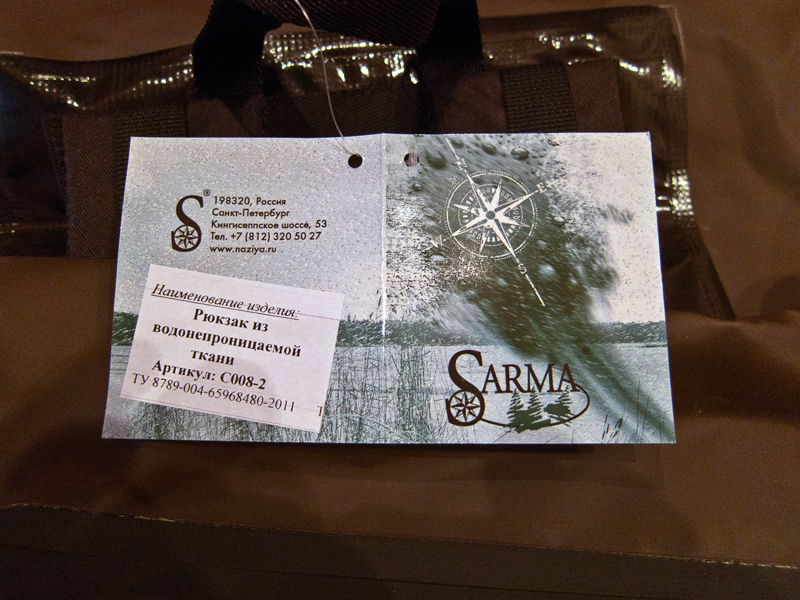 S®
198320, Россия
Санкт-Петербург
Кингисеппское шоссе, 53
Тел. +7 (812) 320 50 27
www.naziya.ru
Наименование изделия:
Рюкзак из
водонепроницаемой
ткани
Артикул: С008-2
ТУ 8789-004-65968480-2011 Т
N
E
S
SARMA